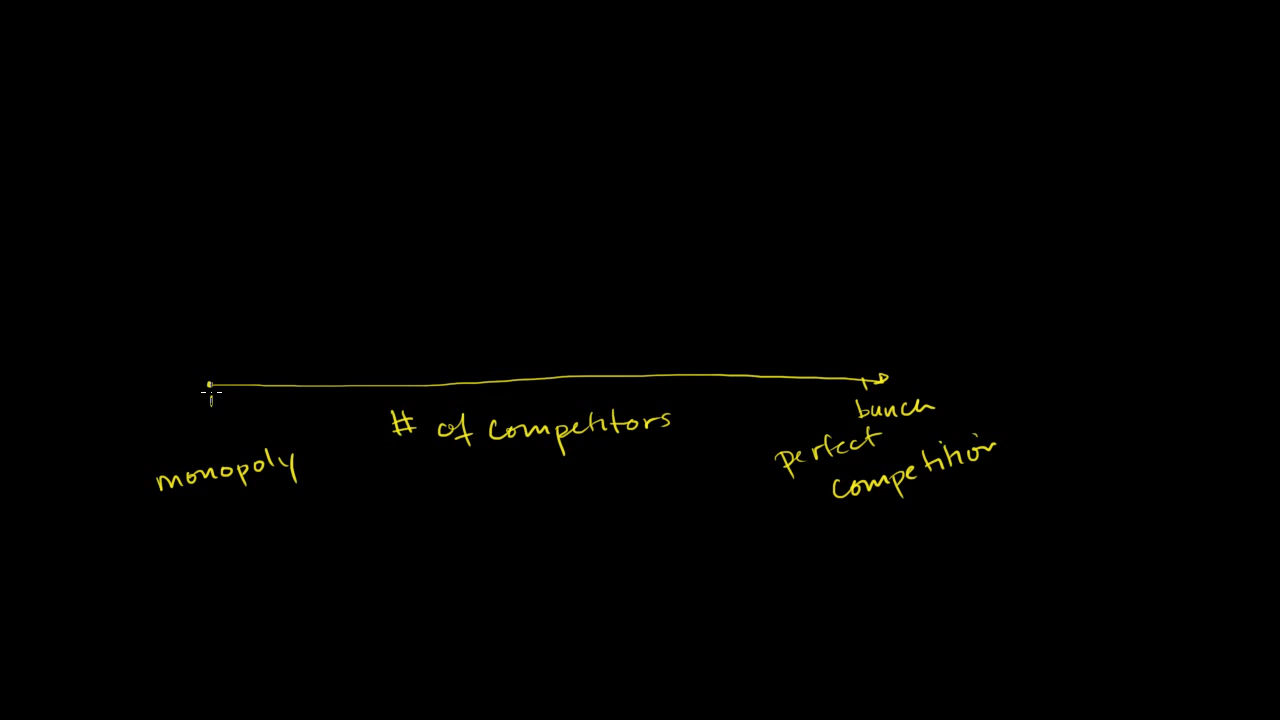 bunch
# of competitors
perfect
monopoly
competition